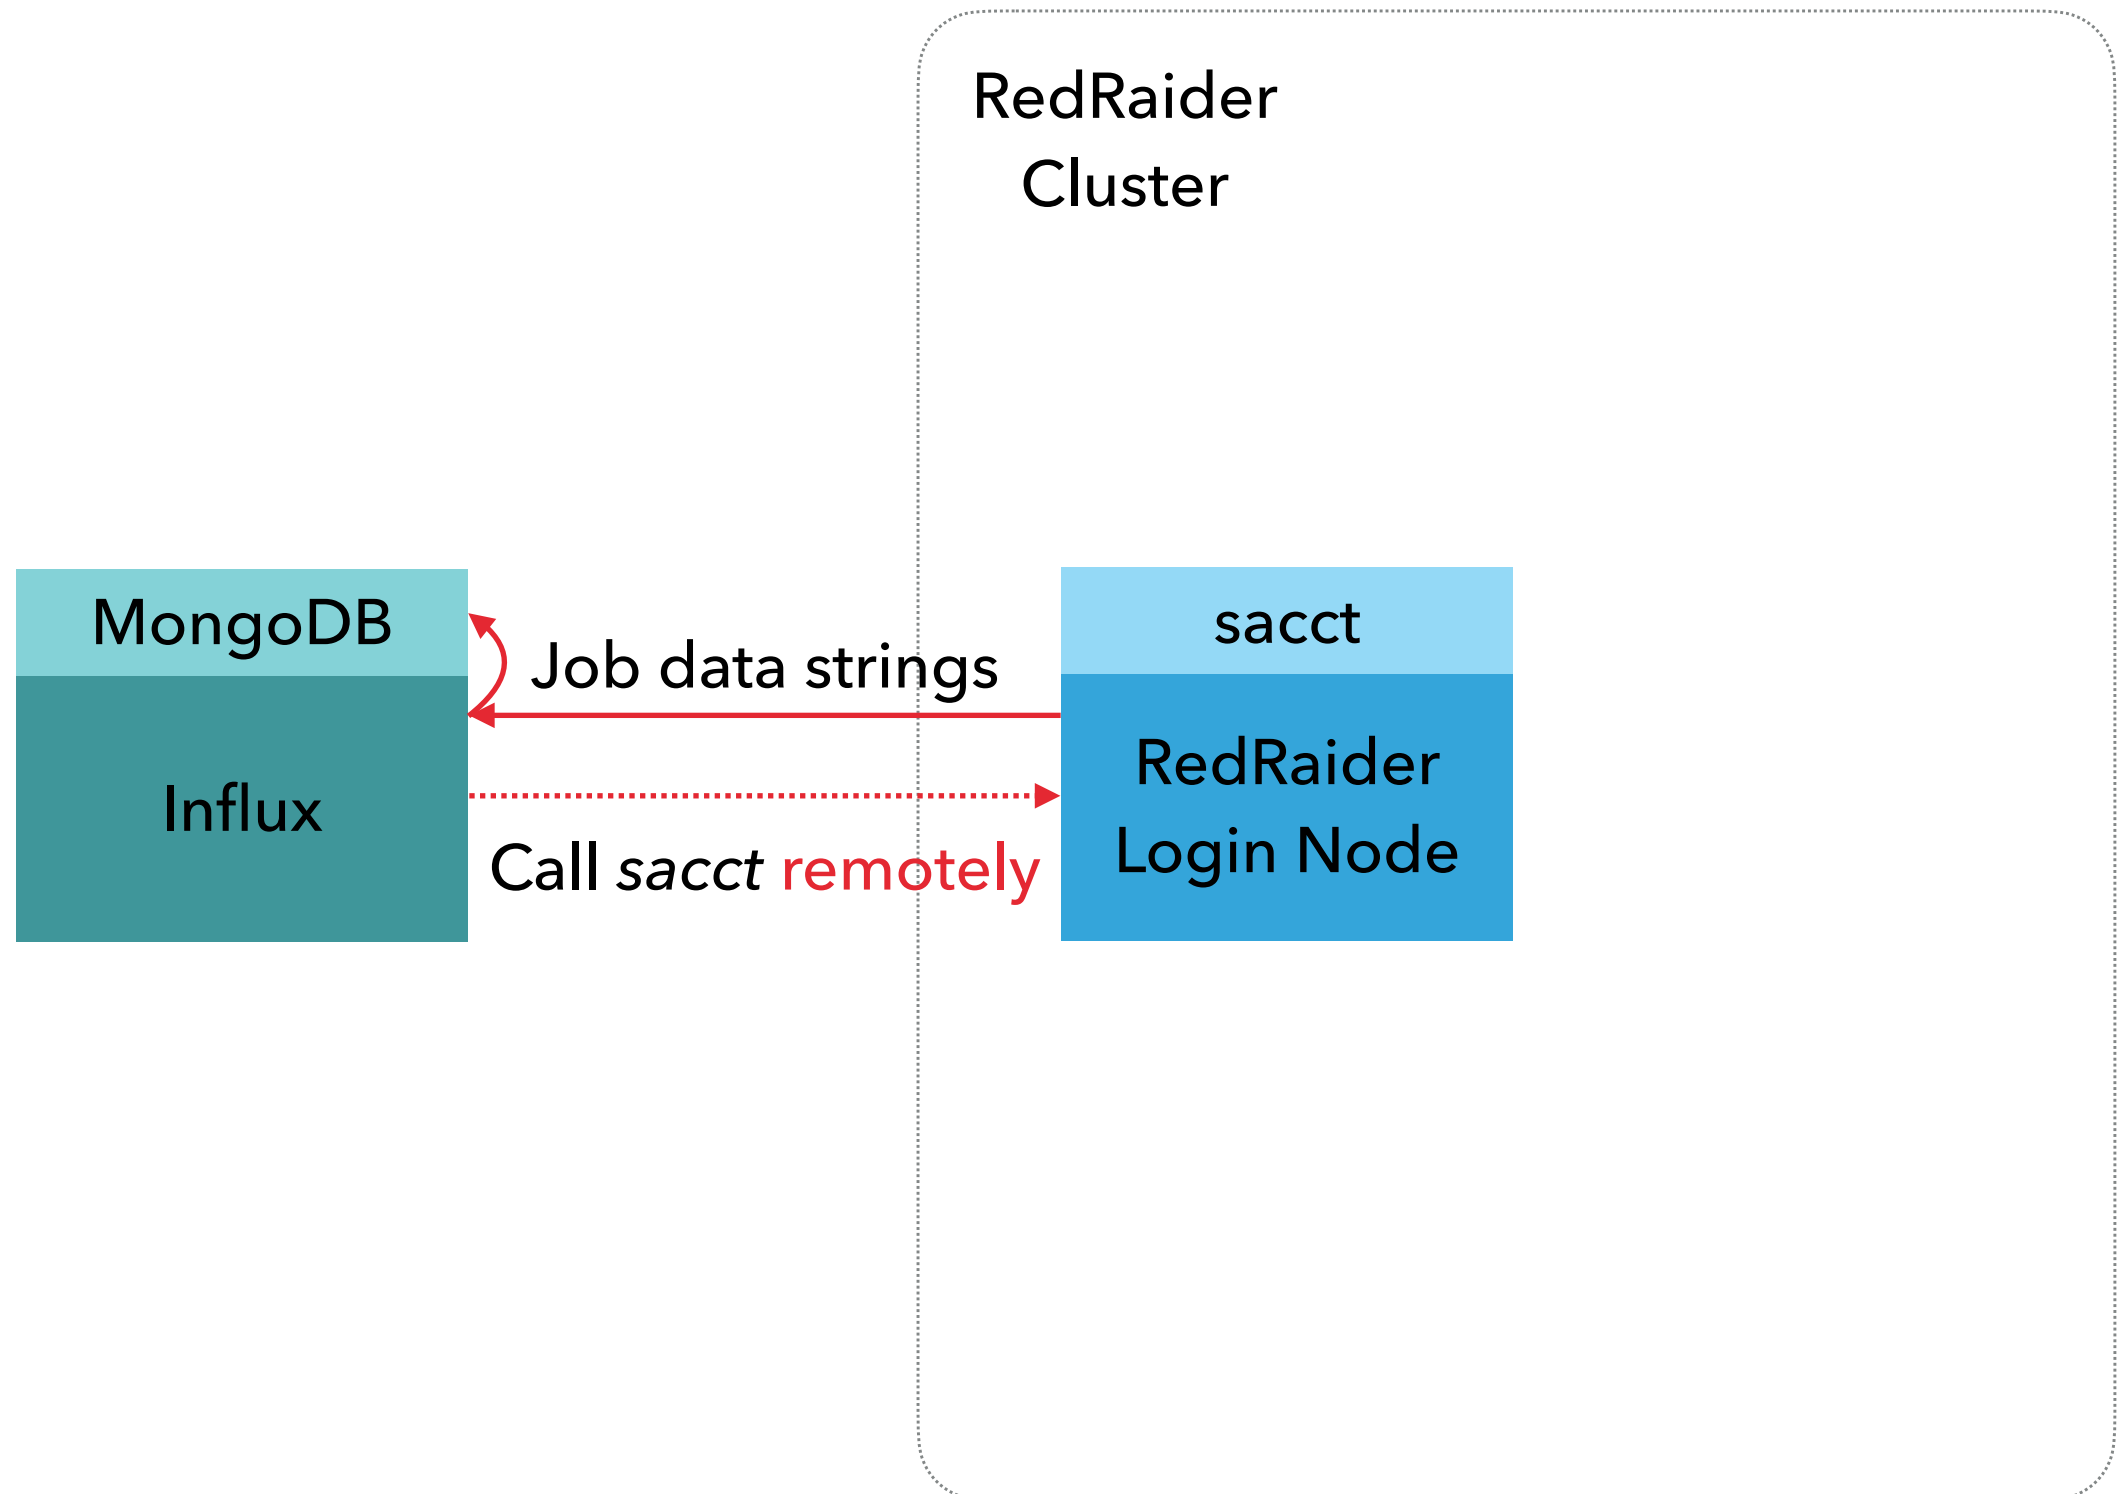 RedRaider
Cluster
MongoDB
Influx
Job data strings
Call sacct remotely
sacct
RedRaider
Login Node